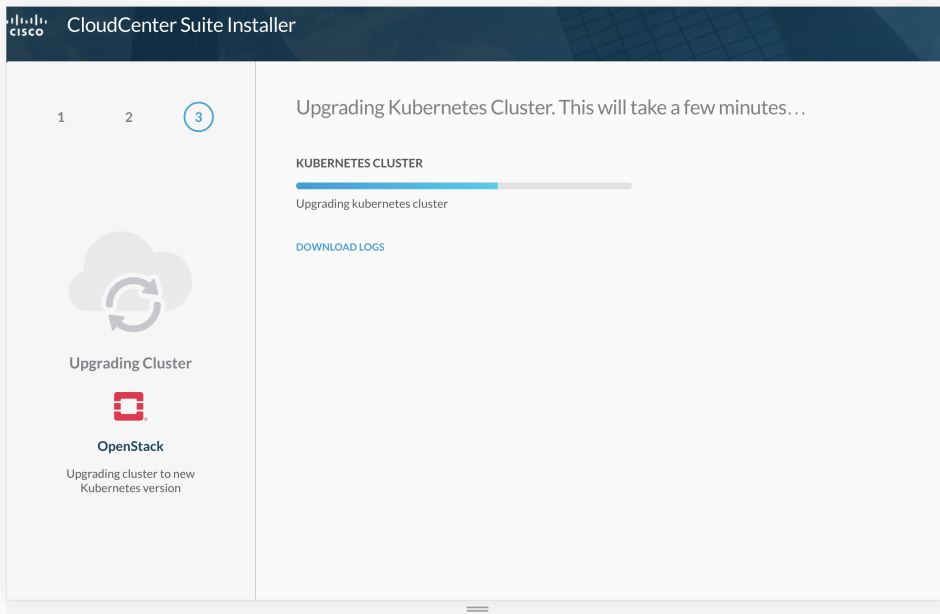 CISCO
CloudCenter Suite Installer
1 2 3
Upgrading Kubernetes Cluster. This will take a few minutes...
KUBERNETES CLUSTER
Upgrading kubernetes cluster
DOWNLOAD LOGS
Upgrading Cluster
OpenStack
Upgrading cluster to new
Kubernetes version